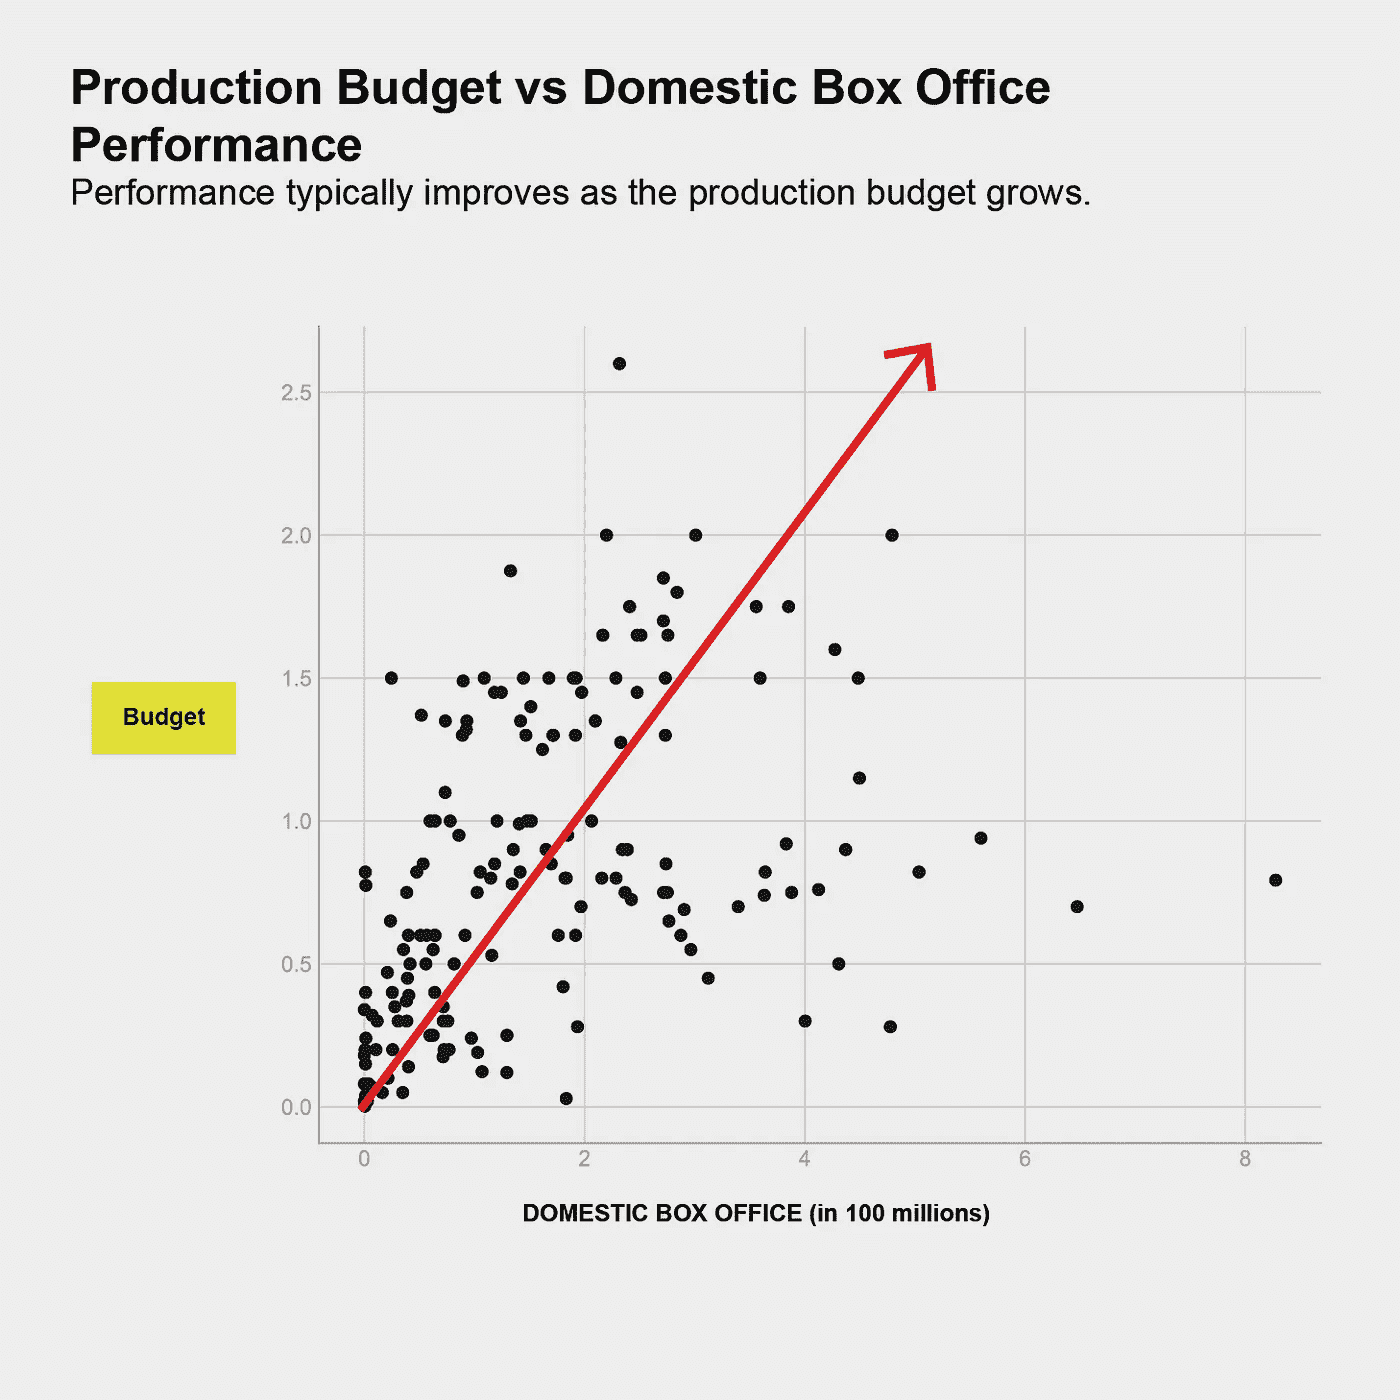 Production Budget vs Domestic Box Office
Performance
Performance typically improves as the production budget grows.
2.5
2.0
1.5
Budget
1.0
0.5
0.0
0 2 4 6 8
DOMESTIC BOX OFFICE (in 100 millions)